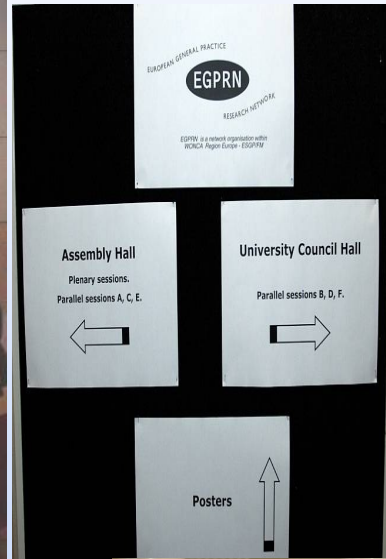 EUROPEAN GENERAL PRACTICE
EGPRN
RESEARCH NETWORK
EGPRN is a network organisation within
WONCA Region Europe - ESGP/FM
Assembly Hall
Plenary sessions.
Parallel sessions A, C, E.
University Council Hall
Parallel sessions B, D, F.
Posters